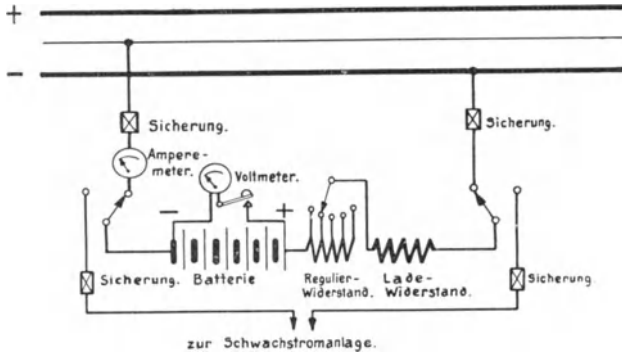 +
−
Sicherung.
Sicherung.
Ampere-
meter.
Voltmeter.
− +
Sicherung. Batterie Regulier- Lade- Sicherung.
Widerstand. Widerstand.
zur Schwachstromanlage.